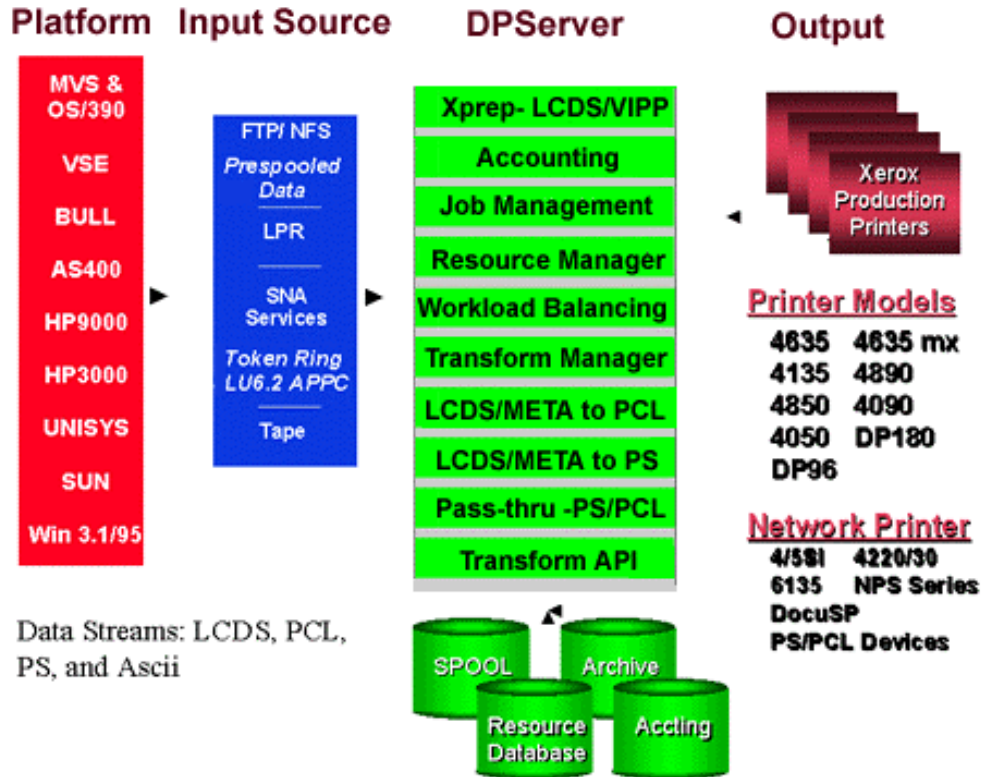 Platform
MVS &
OS/390
VSE
BULL
AS400
HP9000
HP3000
UNISYS
SUN
Win 3.1/95
Data Streams: LCDS, PCL,
PS, and Ascii
Input Source
FTP/ NFS
Prespooled
Data
LPR
SNA
Services
Token Ring
LU6.2 APPC
Tape
DPServer
Xprep- LCDS/VIPP
Accounting
Job Management
Resource Manager
Workload Balancing
Transform Manager
LCDS/META to PCL
LCDS/META to PS
Pass-thru -PS/PCL
Transform API
SPOOL
Archive
Resource
Database
Accting
Output
Xerox
Production
Printers
Printer Models
4635 4635 mx
4135 4890
4850 4090
4050 DP180
DP96
Network Printer
4/5SI 4220/30
6135 NPS Series
DocuSP
PS/PCL Devices